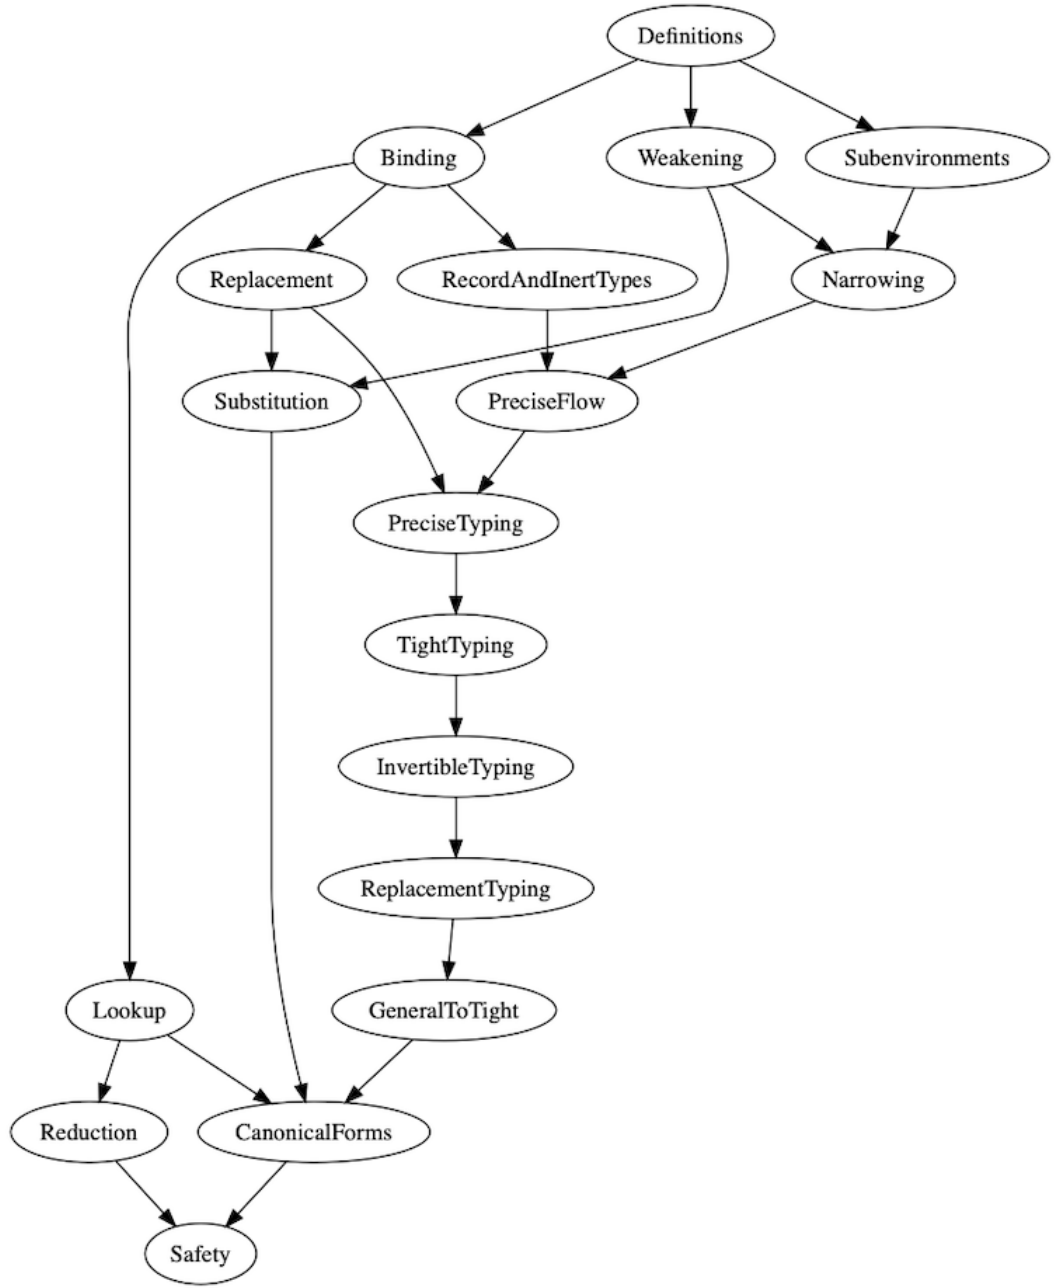 Definitions
Binding
Weakening
Subenvironments
Replacement
RecordAndInertTypes
Narrowing
Substitution
PreciseFlow
PreciseTyping
TightTyping
InvertibleTyping
ReplacementTyping
Lookup
GeneralToTight
Reduction
CanonicalForms
Safety